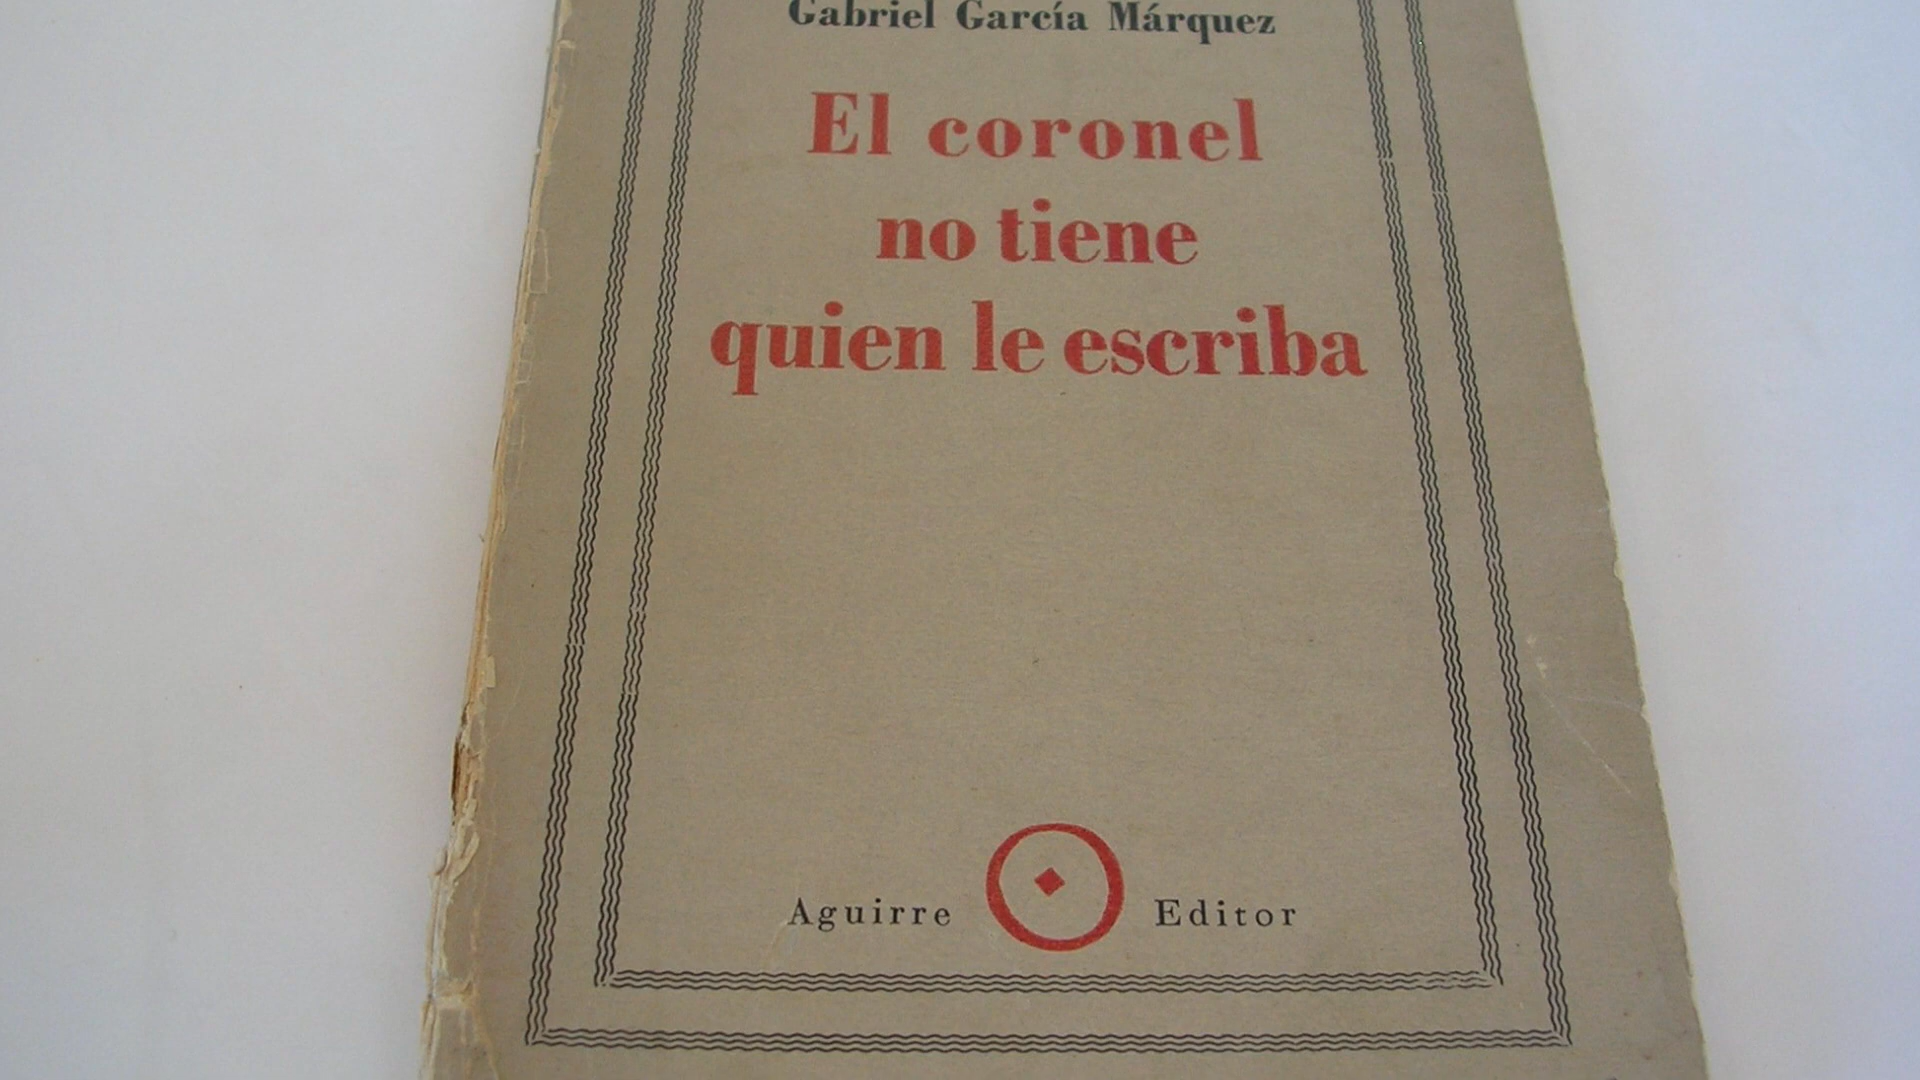 Gabriel García Márquez
El coronel
no tiene
quien le escriba
Aguirre Editor